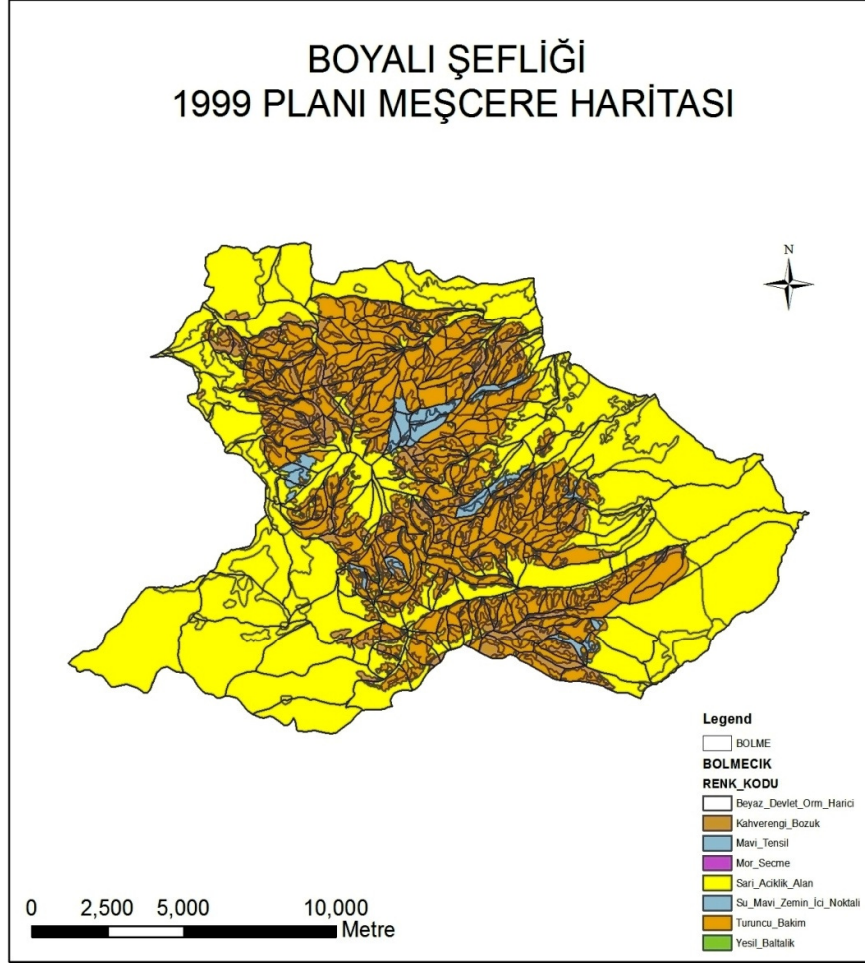 BOYALI ŞEFLİĞİ
1999 PLANI MEŞCERE HARİTASI
N
Legend
BOLME
BOLMECIK
RENK_KODU
Beyaz_Devlet_Orm_Harici
Kahverengi_Bozuk
Mavi_Tensil
Mor_Secme
Sari_Aciklik_Alan
Su_Mavi_Zemin_İci_Noktali
Turuncu_Bakim
Yesil_Baltalik
0 2,500 5,000 10,000
Metre